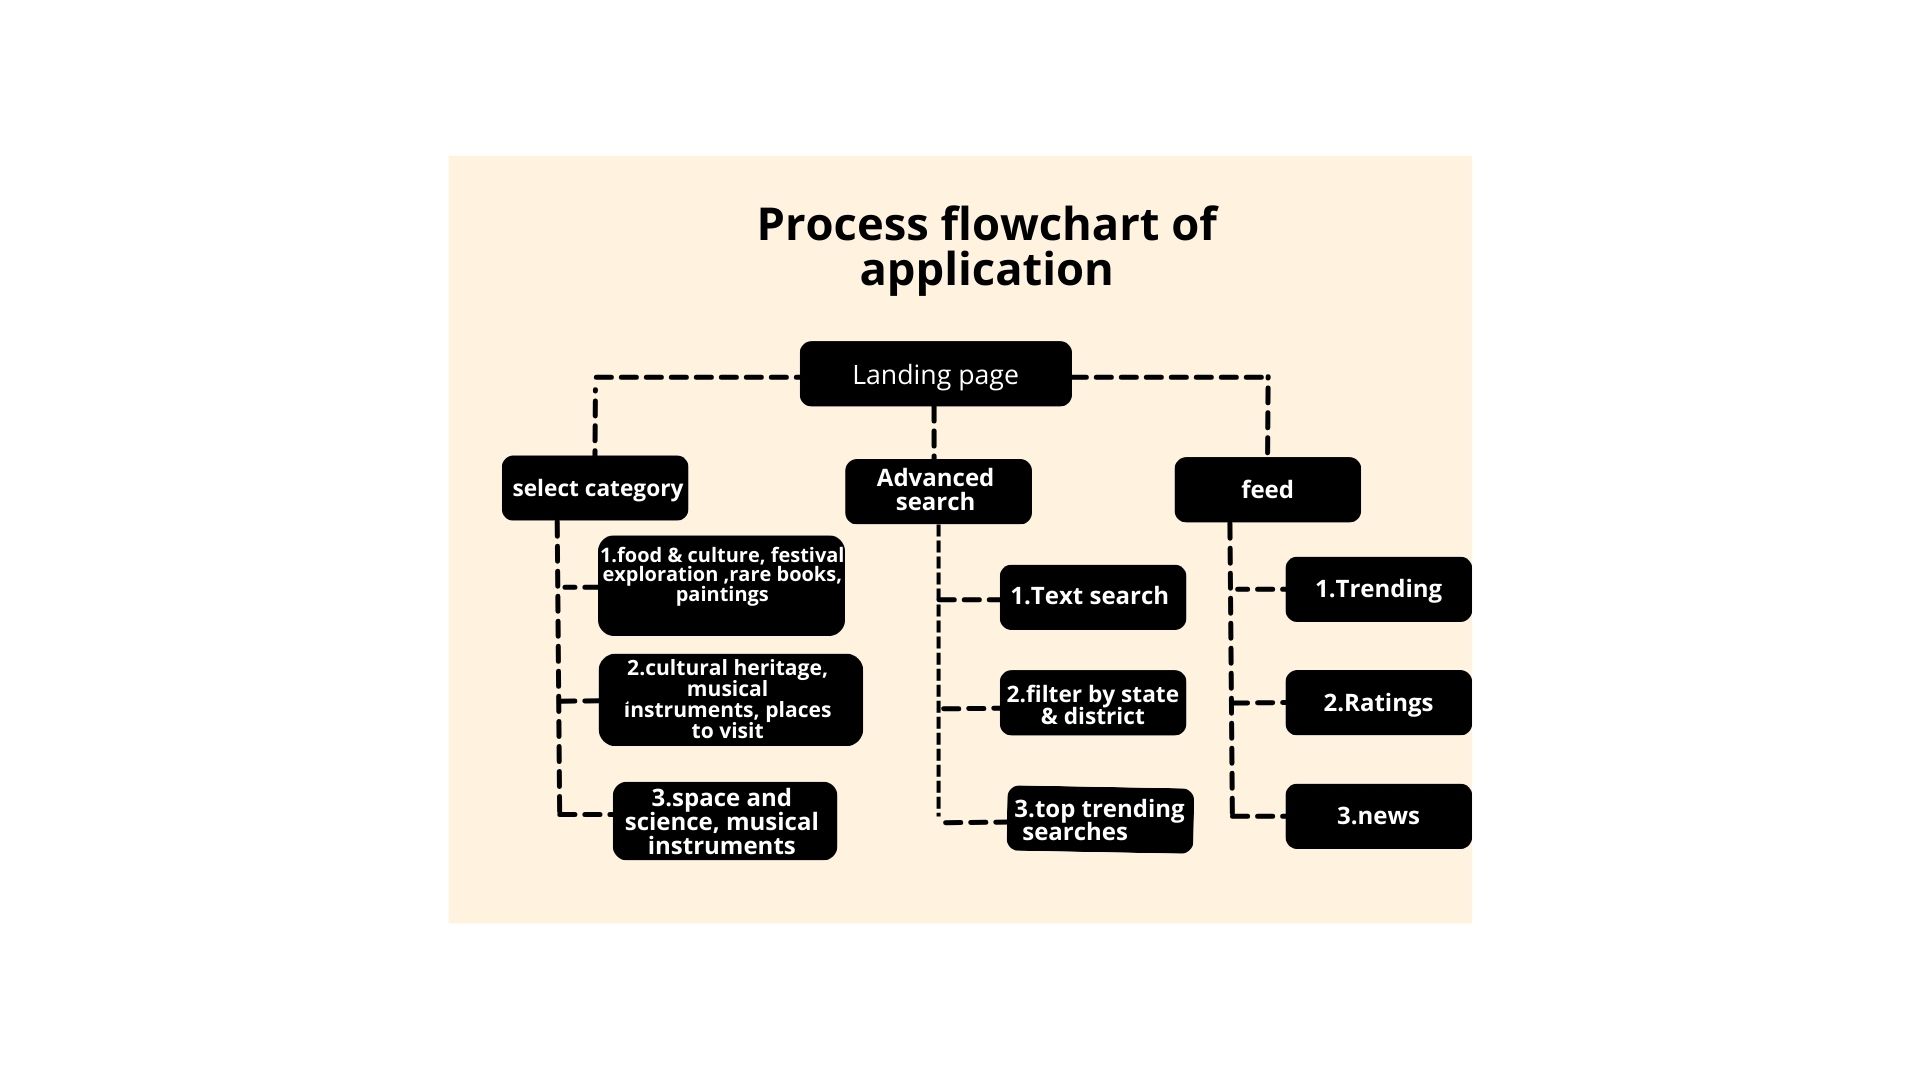 Process flowchart of
application
Landing page
select category
1.food & culture, festival
exploration ,rare books,
paintings
2.cultural heritage,
musical
instruments, places
to visit
3.space and
science, musical
instruments
Advanced
search
1.Text search
2.filter by state
& district
3.top trending
searches
feed
1.Trending
2.Ratings
3.news